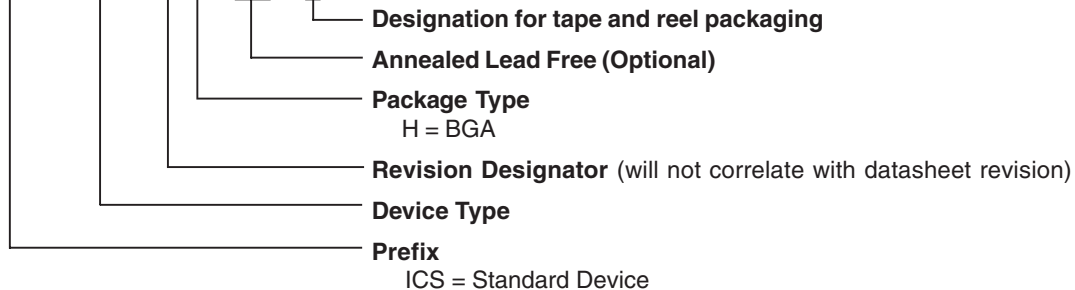 Designation for tape and reel packaging
Annealed Lead Free (Optional)
Package Type
H = BGA
Revision Designator (will not correlate with datasheet revision)
Device Type
Prefix
ICS = Standard Device